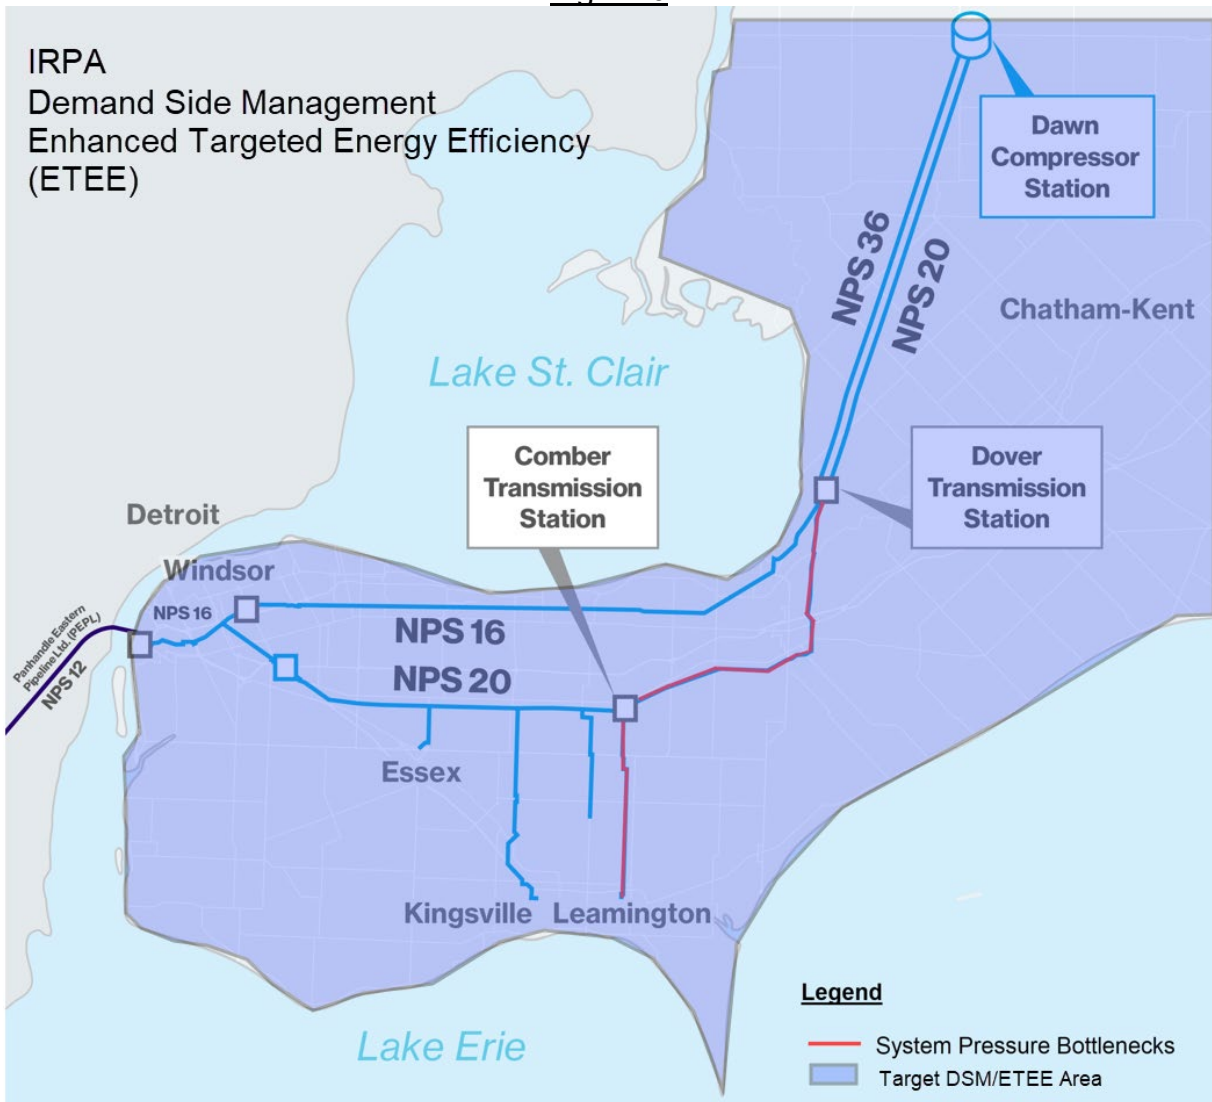 IRPA
Demand Side Management
Enhanced Targeted Energy Efficiency
(ETEE)
Dawn
Compressor
Station
NPS 36
NPS 20
Chatham-Kent
Lake St. Clair
Comber
Transmission
Station
Dover
Transmission
Station
Detroit
Windsor
NPS 16
NPS 16
Panhandle Eastern
Pipeline Ltd. (PEPL)
NPS 12
NPS 20
Essex
Kingsville
Leamington
Lake Erie
Legend
System Pressure Bottlenecks
Target DSM/ETEE Area